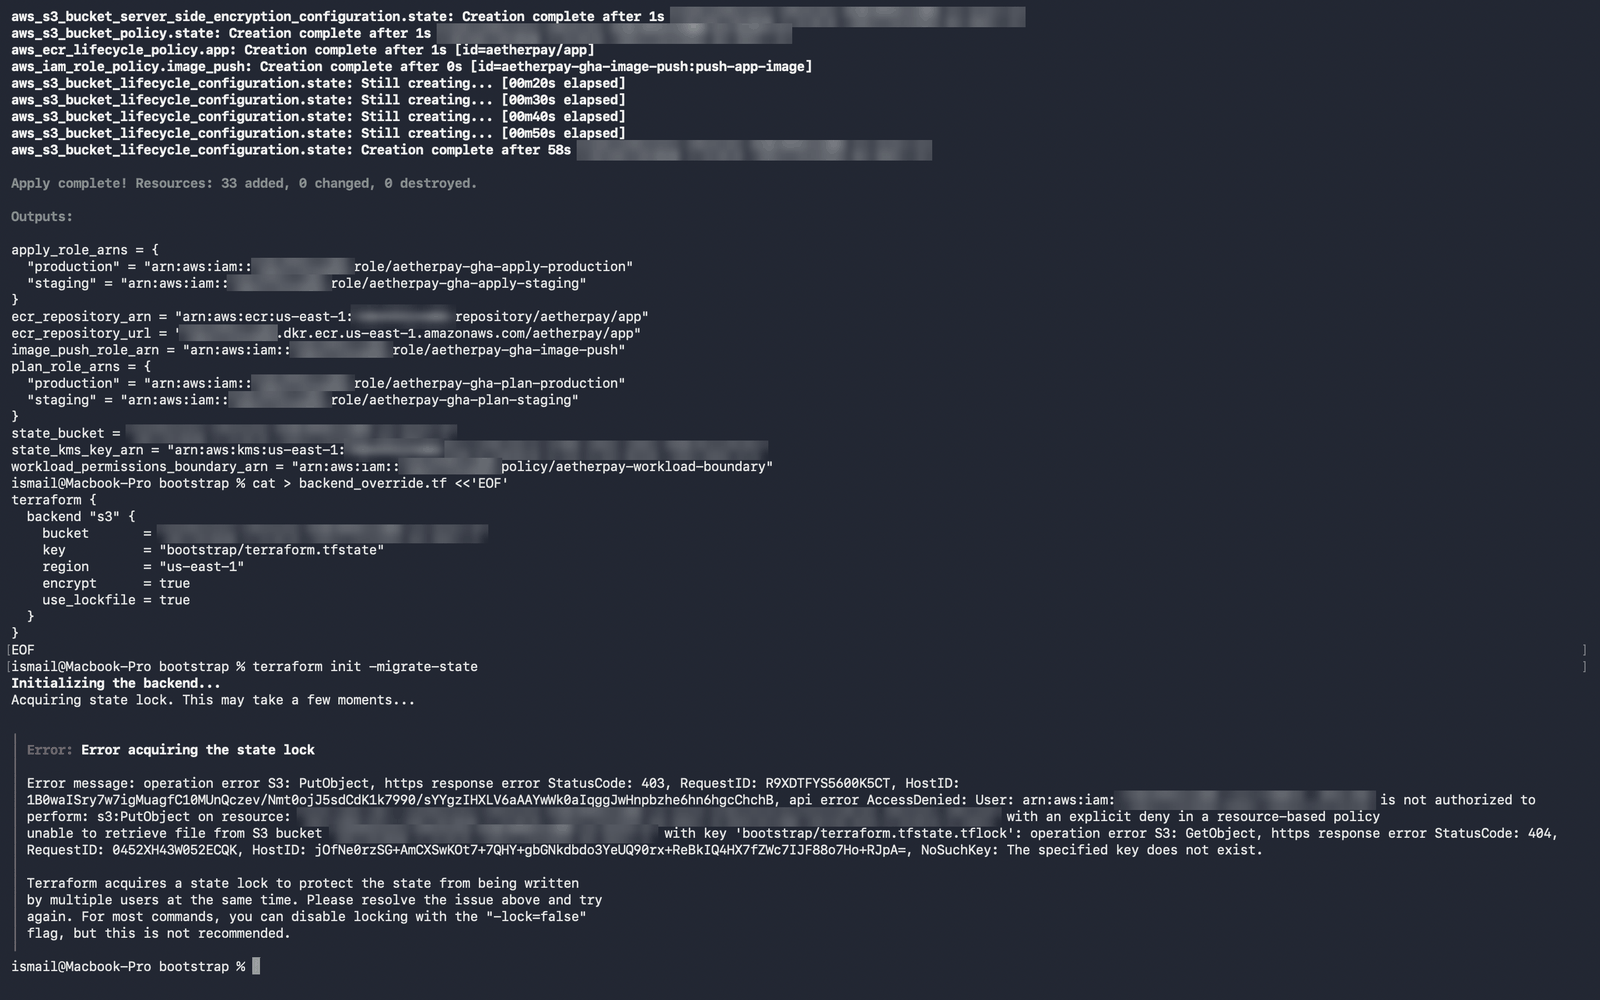 aws_s3_bucket_server_side_encryption_configuration.state: Creation complete after 1s
aws_s3_bucket_policy.state: Creation complete after 1s
aws_ecr_lifecycle_policy.app: Creation complete after 1s [id=aetherpay/app]
aws_iam_role_policy.image_push: Creation complete after 0s [id=aetherpay-gha-image-push:push-app-image]
aws_s3_bucket_lifecycle_configuration.state: Still creating... [00m20s elapsed]
aws_s3_bucket_lifecycle_configuration.state: Still creating... [00m30s elapsed]
aws_s3_bucket_lifecycle_configuration.state: Still creating... [00m40s elapsed]
aws_s3_bucket_lifecycle_configuration.state: Still creating... [00m50s elapsed]
aws_s3_bucket_lifecycle_configuration.state: Creation complete after 58s
Apply complete! Resources: 33 added, 0 changed, 0 destroyed.
Outputs:
apply_role_arns = {
  "production" = "arn:aws:iam:: role/aetherpay-gha-apply-production"
  "staging" = "arn:aws:iam:: role/aetherpay-gha-apply-staging"
}
ecr_repository_arn = "arn:aws:ecr:us-east-1: repository/aetherpay/app"
ecr_repository_url = " .dkr.ecr.us-east-1.amazonaws.com/aetherpay/app"
image_push_role_arn = "arn:aws:iam:: role/aetherpay-gha-image-push"
plan_role_arns = {
  "production" = "arn:aws:iam:: role/aetherpay-gha-plan-production"
  "staging" = "arn:aws:iam:: role/aetherpay-gha-plan-staging"
}
state_bucket =
state_kms_key_arn = "arn:aws:kms:us-east-1:
workload_permissions_boundary_arn = "arn:aws:iam:: policy/aetherpay-workload-boundary"
ismail@Macbook-Pro bootstrap % cat > backend_override.tf <<'EOF'
terraform {
  backend "s3" {
    bucket       =
    key          = "bootstrap/terraform.tfstate"
    region       = "us-east-1"
    encrypt      = true
    use_lockfile = true
  }
}
[EOF ]
[ismail@Macbook-Pro bootstrap % terraform init -migrate-state ]
Initializing the backend...
Acquiring state lock. This may take a few moments...
Error: Error acquiring the state lock
Error message: operation error S3: PutObject, https response error StatusCode: 403, RequestID: R9XDTFYS5600K5CT, HostID:
1B0waISry7w7igMuagfC10MUnQczev/Nmt0ojJ5sdCdK1k7990/sYYgzIHXLV6aAAYwWk0aIqggJwHnpbzhe6hn6hgcChchB, api error AccessDenied: User: arn:aws:iam: is not authorized to
perform: s3:PutObject on resource: with an explicit deny in a resource-based policy
unable to retrieve file from S3 bucket with key 'bootstrap/terraform.tfstate.tflock': operation error S3: GetObject, https response error StatusCode: 404,
RequestID: 0452XH43W052ECQK, HostID: jOfNe0rzSG+AmCXSwKOt7+7QHY+gbGNkdbdo3YeUQ90rx+ReBkIQ4HX7fZWc7IJF88o7Ho+RJpA=, NoSuchKey: The specified key does not exist.
Terraform acquires a state lock to protect the state from being written
by multiple users at the same time. Please resolve the issue above and try
again. For most commands, you can disable locking with the "-lock=false"
flag, but this is not recommended.
ismail@Macbook-Pro bootstrap %